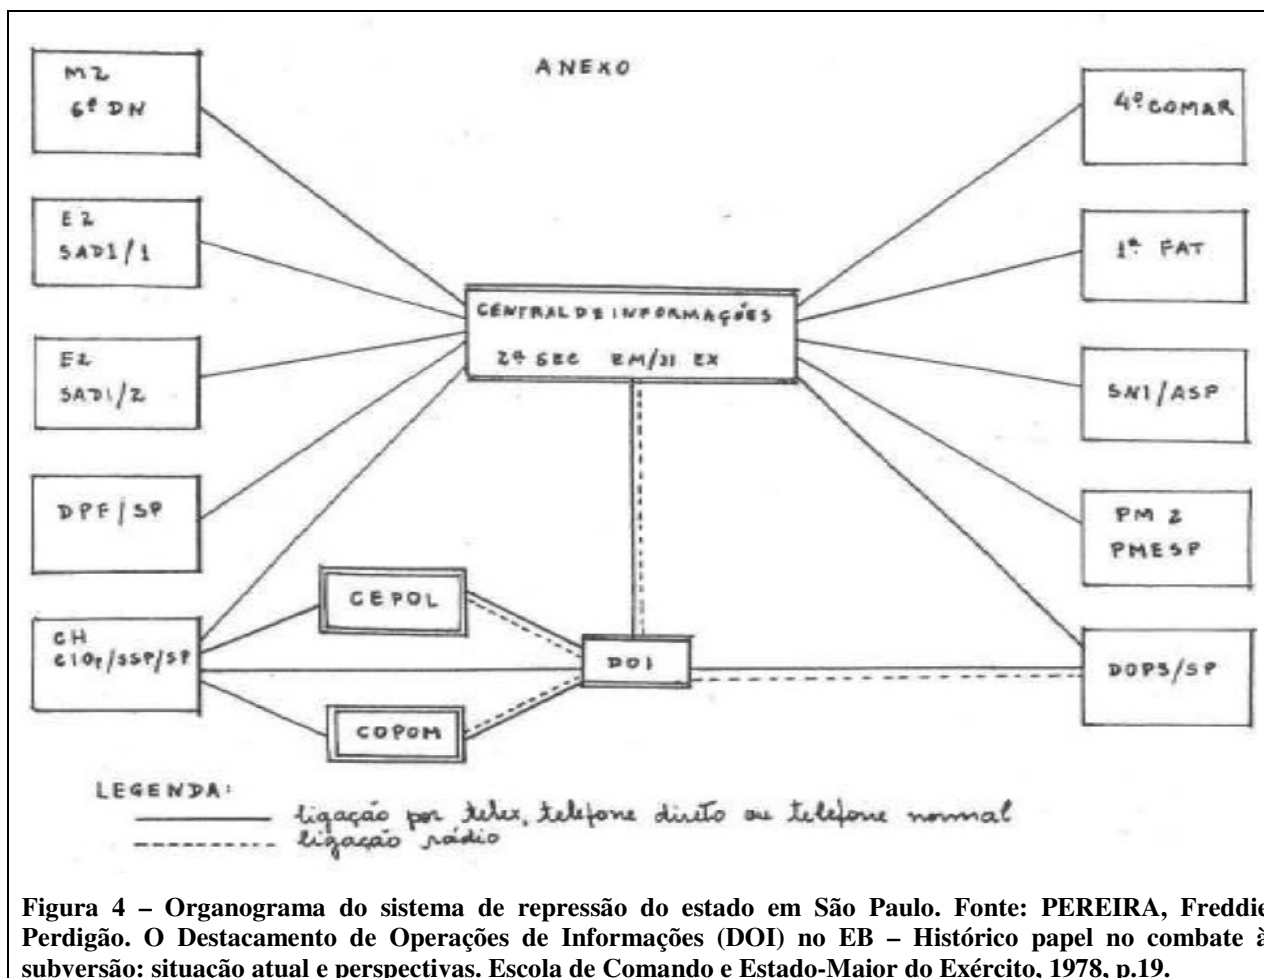 ANEXO
M2
6º DN
E2
SADI/1
E2
SADI/2
DPF/SP
CH
CIOp/SSP/SP
CENTRAL DE INFORMAÇÕES
2ª SEC EM/II EX
CEPOL
DOI
COPOM
4º COMAR
1ª FAT
SNI/ASP
PM 2
PMESP
DOPS/SP
LEGENDA:
ligação por telex, telefone direto ou telefone normal
ligação rádio
Figura 4 – Organograma do sistema de repressão do estado em São Paulo. Fonte: PEREIRA, Freddie
Perdigão. O Destacamento de Operações de Informações (DOI) no EB – Histórico papel no combate à
subversão: situação atual e perspectivas. Escola de Comando e Estado-Maior do Exército, 1978, p.19.